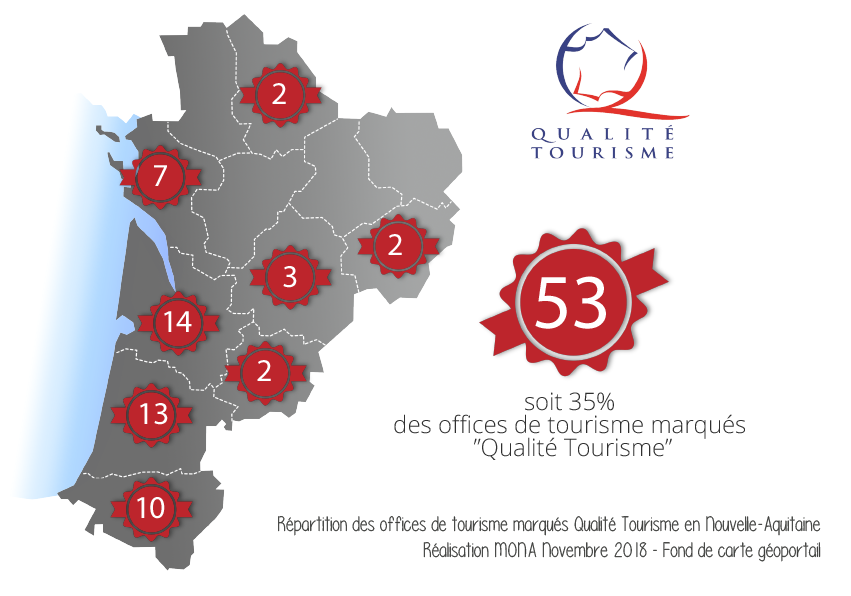 2
7
2
3
14
2
13
10
QUALITÉ
TOURISME
53
soit 35%
des offices de tourisme marqués
”Qualité Tourisme”
Répartition des offices de tourisme marqués Qualité Tourisme en Nouvelle-Aquitaine
Réalisation MONA Novembre 2018 - Fond de carte géoportail